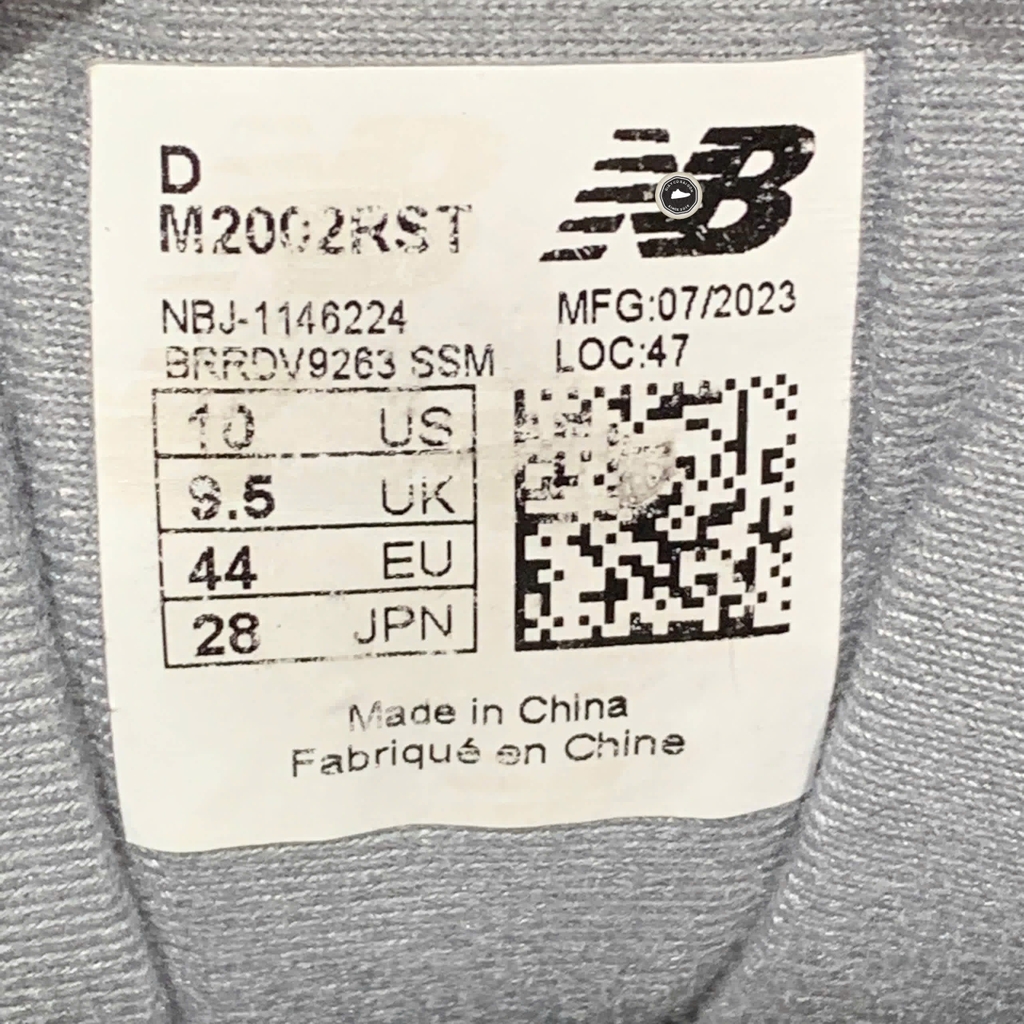 D
M2002RST
NB
NBJ-1146224
BRRDV9263 SSM
MFG:07/2023
LOC:47
10 US
9.5 UK
44 EU
28 JPN
Made in China
Fabriqué en Chine